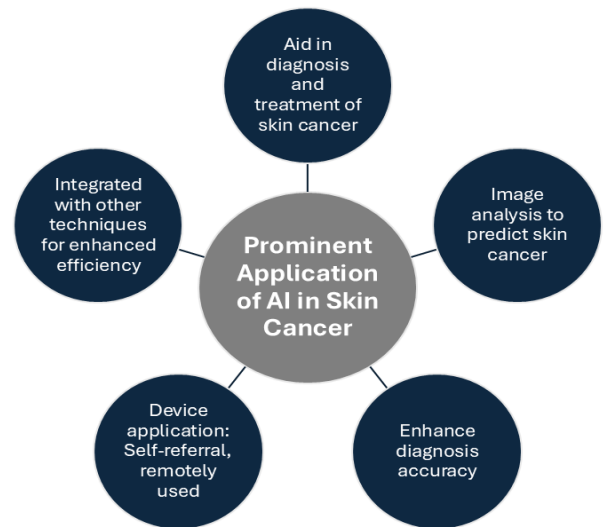 Aid in
diagnosis
and
treatment of
skin cancer
Integrated
with other
techniques
for enhanced
efficiency
Image
analysis to
predict skin
cancer
Prominent
Application
of AI in Skin
Cancer
Device
application:
Self-referral,
remotely
used
Enhance
diagnosis
accuracy